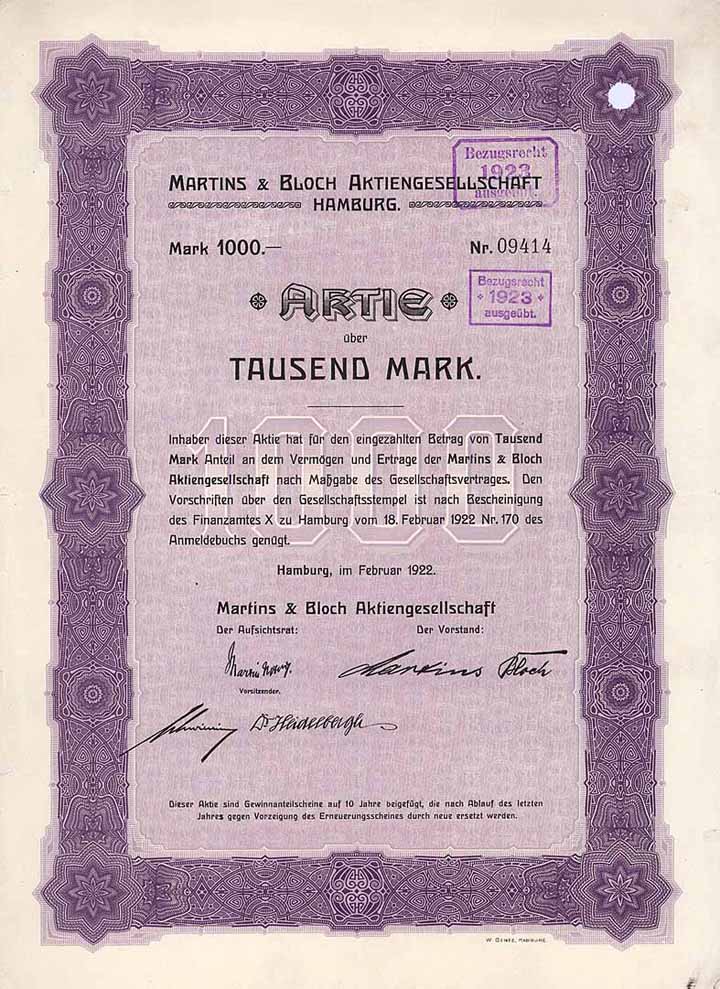 MARTINS & BLOCH AKTIENGESELLSCHAFT
HAMBURG.
Bezugsrecht
1923
ausgeübt.
Mark 1000.— Nr. 09414
Bezugsrecht
1923
ausgeübt.
AKTIE
über
TAUSEND MARK.
1000
Inhaber dieser Aktie hat für den eingezahlten Betrag von Tausend
Mark Anteil an dem Vermögen und Ertrage der Martins & Bloch
Aktiengesellschaft nach Maßgabe des Gesellschaftsvertrages. Den
Vorschriften über den Gesellschaftsstempel ist nach Bescheinigung
des Finanzamtes X zu Hamburg vom 18. Februar 1922 Nr. 170 des
Anmeldebuchs genügt.
Hamburg, im Februar 1922.
Martins & Bloch Aktiengesellschaft
Der Aufsichtsrat: Der Vorstand:
Martin Martins Bloch
Vorsitzender.
Dr Heidelbergh
Dieser Aktie sind Gewinnanteilscheine auf 10 Jahre beigefügt, die nach Ablauf des letzten
Jahres gegen Vorzeigung des Erneuerungsscheines durch neue ersetzt werden.
W. GENTE, HAMBURG.